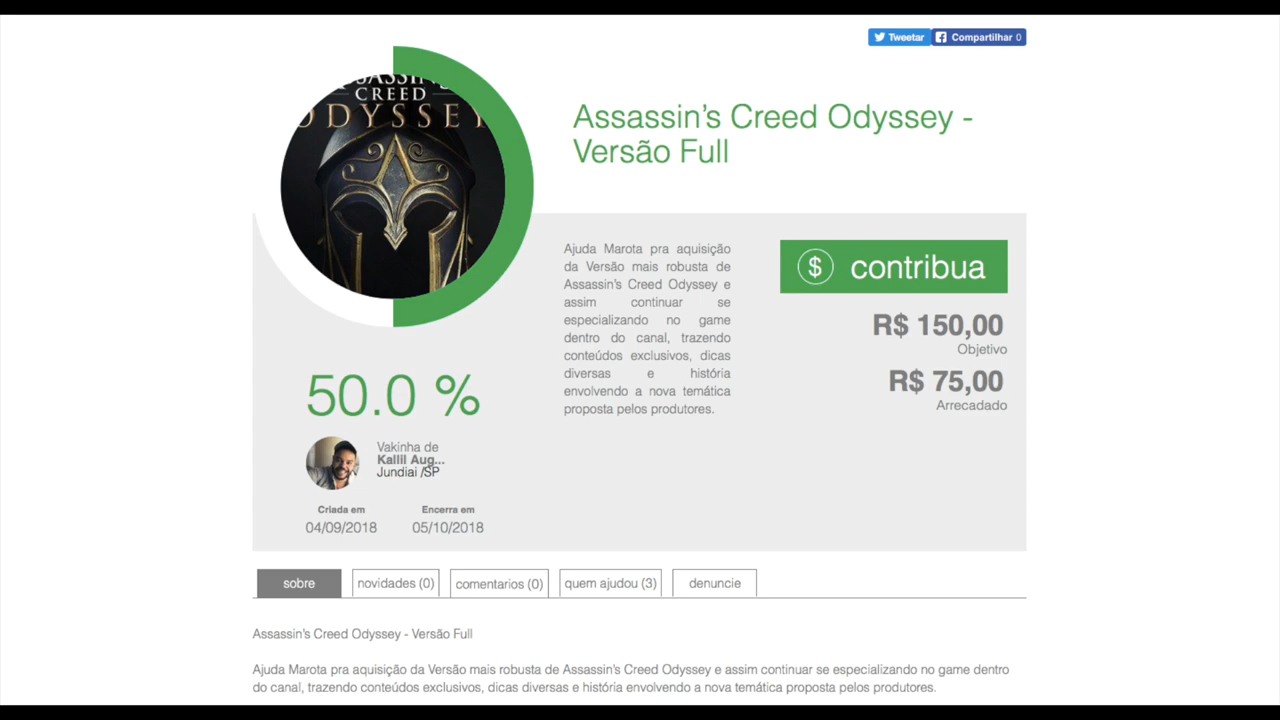 Tweetar
Compartilhar 0
CREED
ODYSSEY
Assassin's Creed Odyssey -
Versão Full
Ajuda Marota pra aquisição
da Versão mais robusta de
Assassin's Creed Odyssey e
assim continuar se
especializando no game
dentro do canal, trazendo
conteúdos exclusivos, dicas
diversas e história
envolvendo a nova temática
proposta pelos produtores.
$ contribua
R$ 150,00
Objetivo
R$ 75,00
Arrecadado
50.0 %
Vakinha de
Kallil Aug...
Jundiai /SP
Criada em
04/09/2018
Encerra em
05/10/2018
sobre
novidades (0)
comentarios (0)
quem ajudou (3)
denuncie
Assassin's Creed Odyssey - Versão Full
Ajuda Marota pra aquisição da Versão mais robusta de Assassin's Creed Odyssey e assim continuar se especializando no game dentro
do canal, trazendo conteúdos exclusivos, dicas diversas e história envolvendo a nova temática proposta pelos produtores.